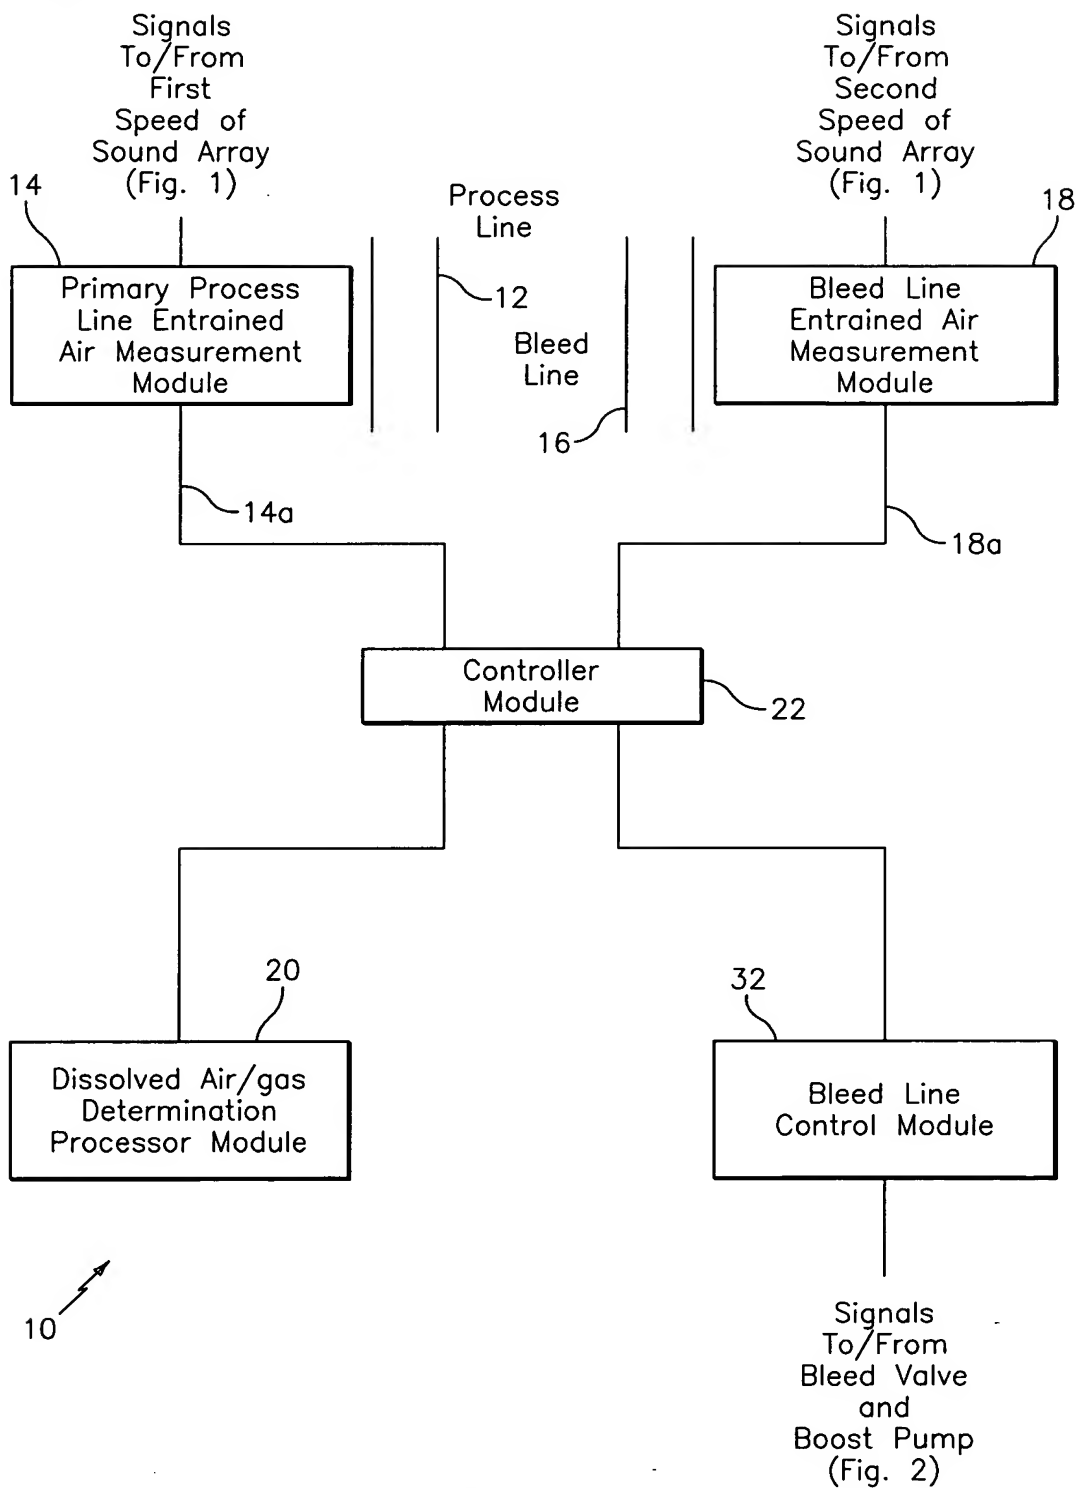 Signals
To/From
First
Speed of
Sound Array
(Fig. 1)
Signals
To/From
Second
Speed of
Sound Array
(Fig. 1)
14
Process
Line
18
Primary Process
Line Entrained
Air Measurement
Module
12
Bleed
Line
16
Bleed Line
Entrained Air
Measurement
Module
14a
18a
Controller
Module
22
20
32
Dissolved Air/gas
Determination
Processor Module
Bleed Line
Control Module
10
Signals
To/From
Bleed Valve
and
Boost Pump
(Fig. 2)